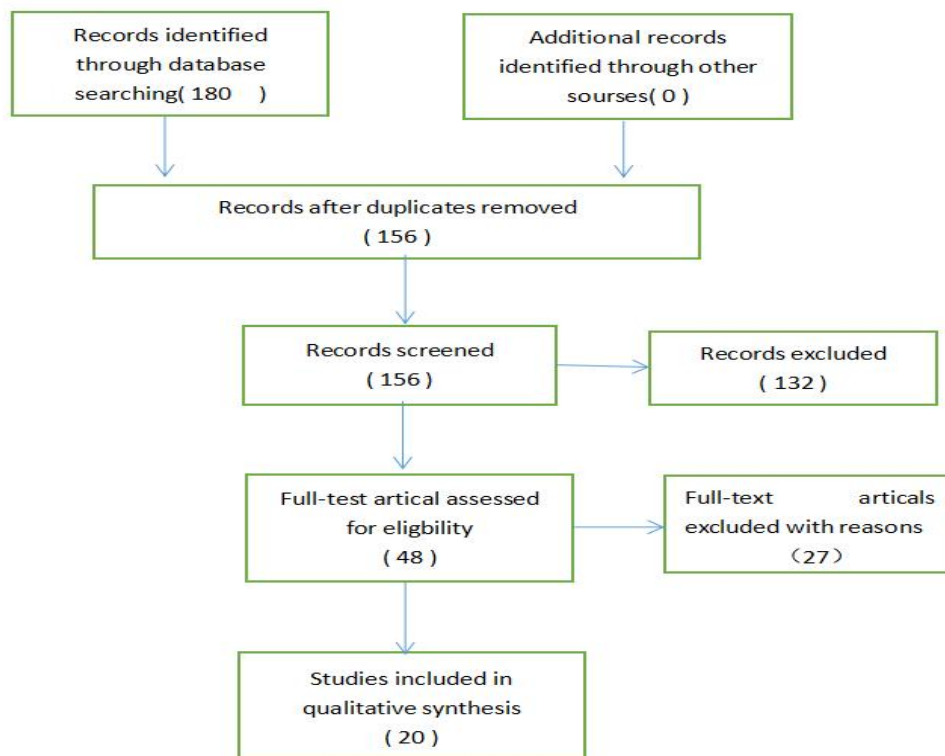 Records identified
through database
searching( 180 )
Additional records
identified through other
sourses( 0 )
Records after duplicates removed
( 156 )
Records screened
( 156 )
Records excluded
( 132 )
Full-test artical assessed
for eligbility
( 48 )
Full-text articals
excluded with reasons
（27）
Studies included in
qualitative synthesis
( 20 )